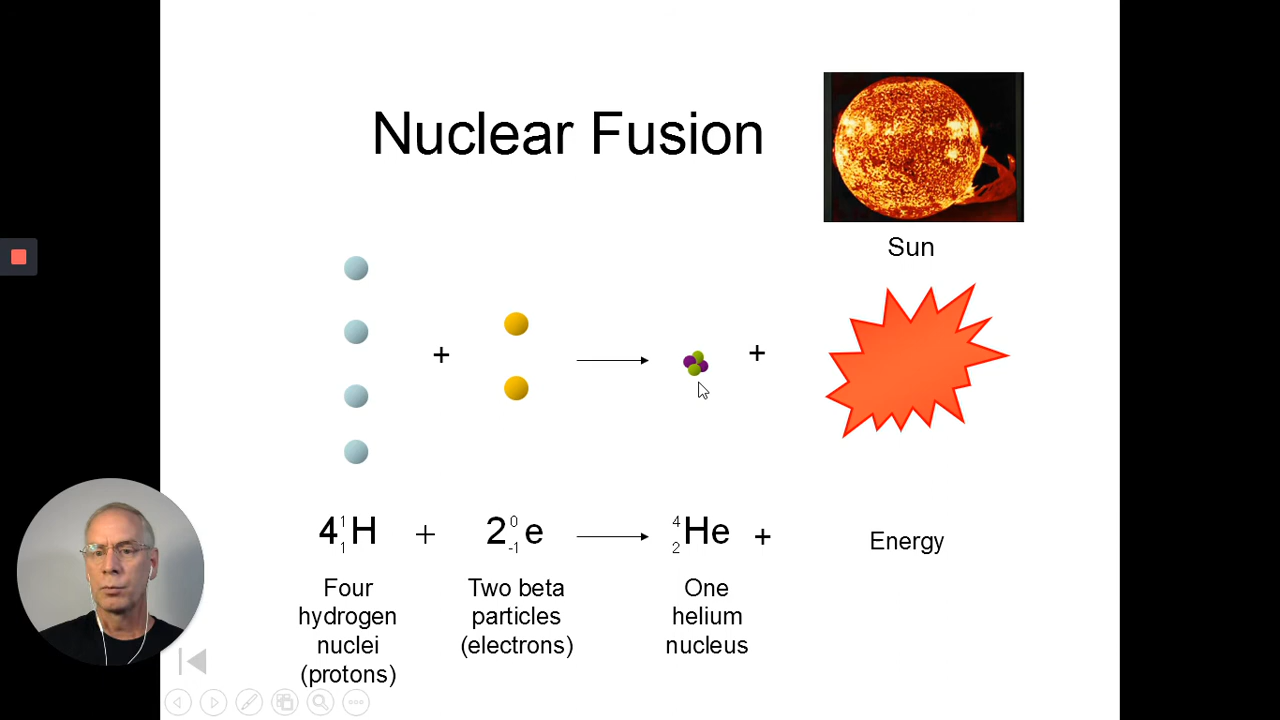 Nuclear Fusion
Sun
+
+
4 1 1 H + 2 0 -1 e 4 2 He + Energy
Four hydrogen nuclei (protons)
Two beta particles (electrons)
One helium nucleus